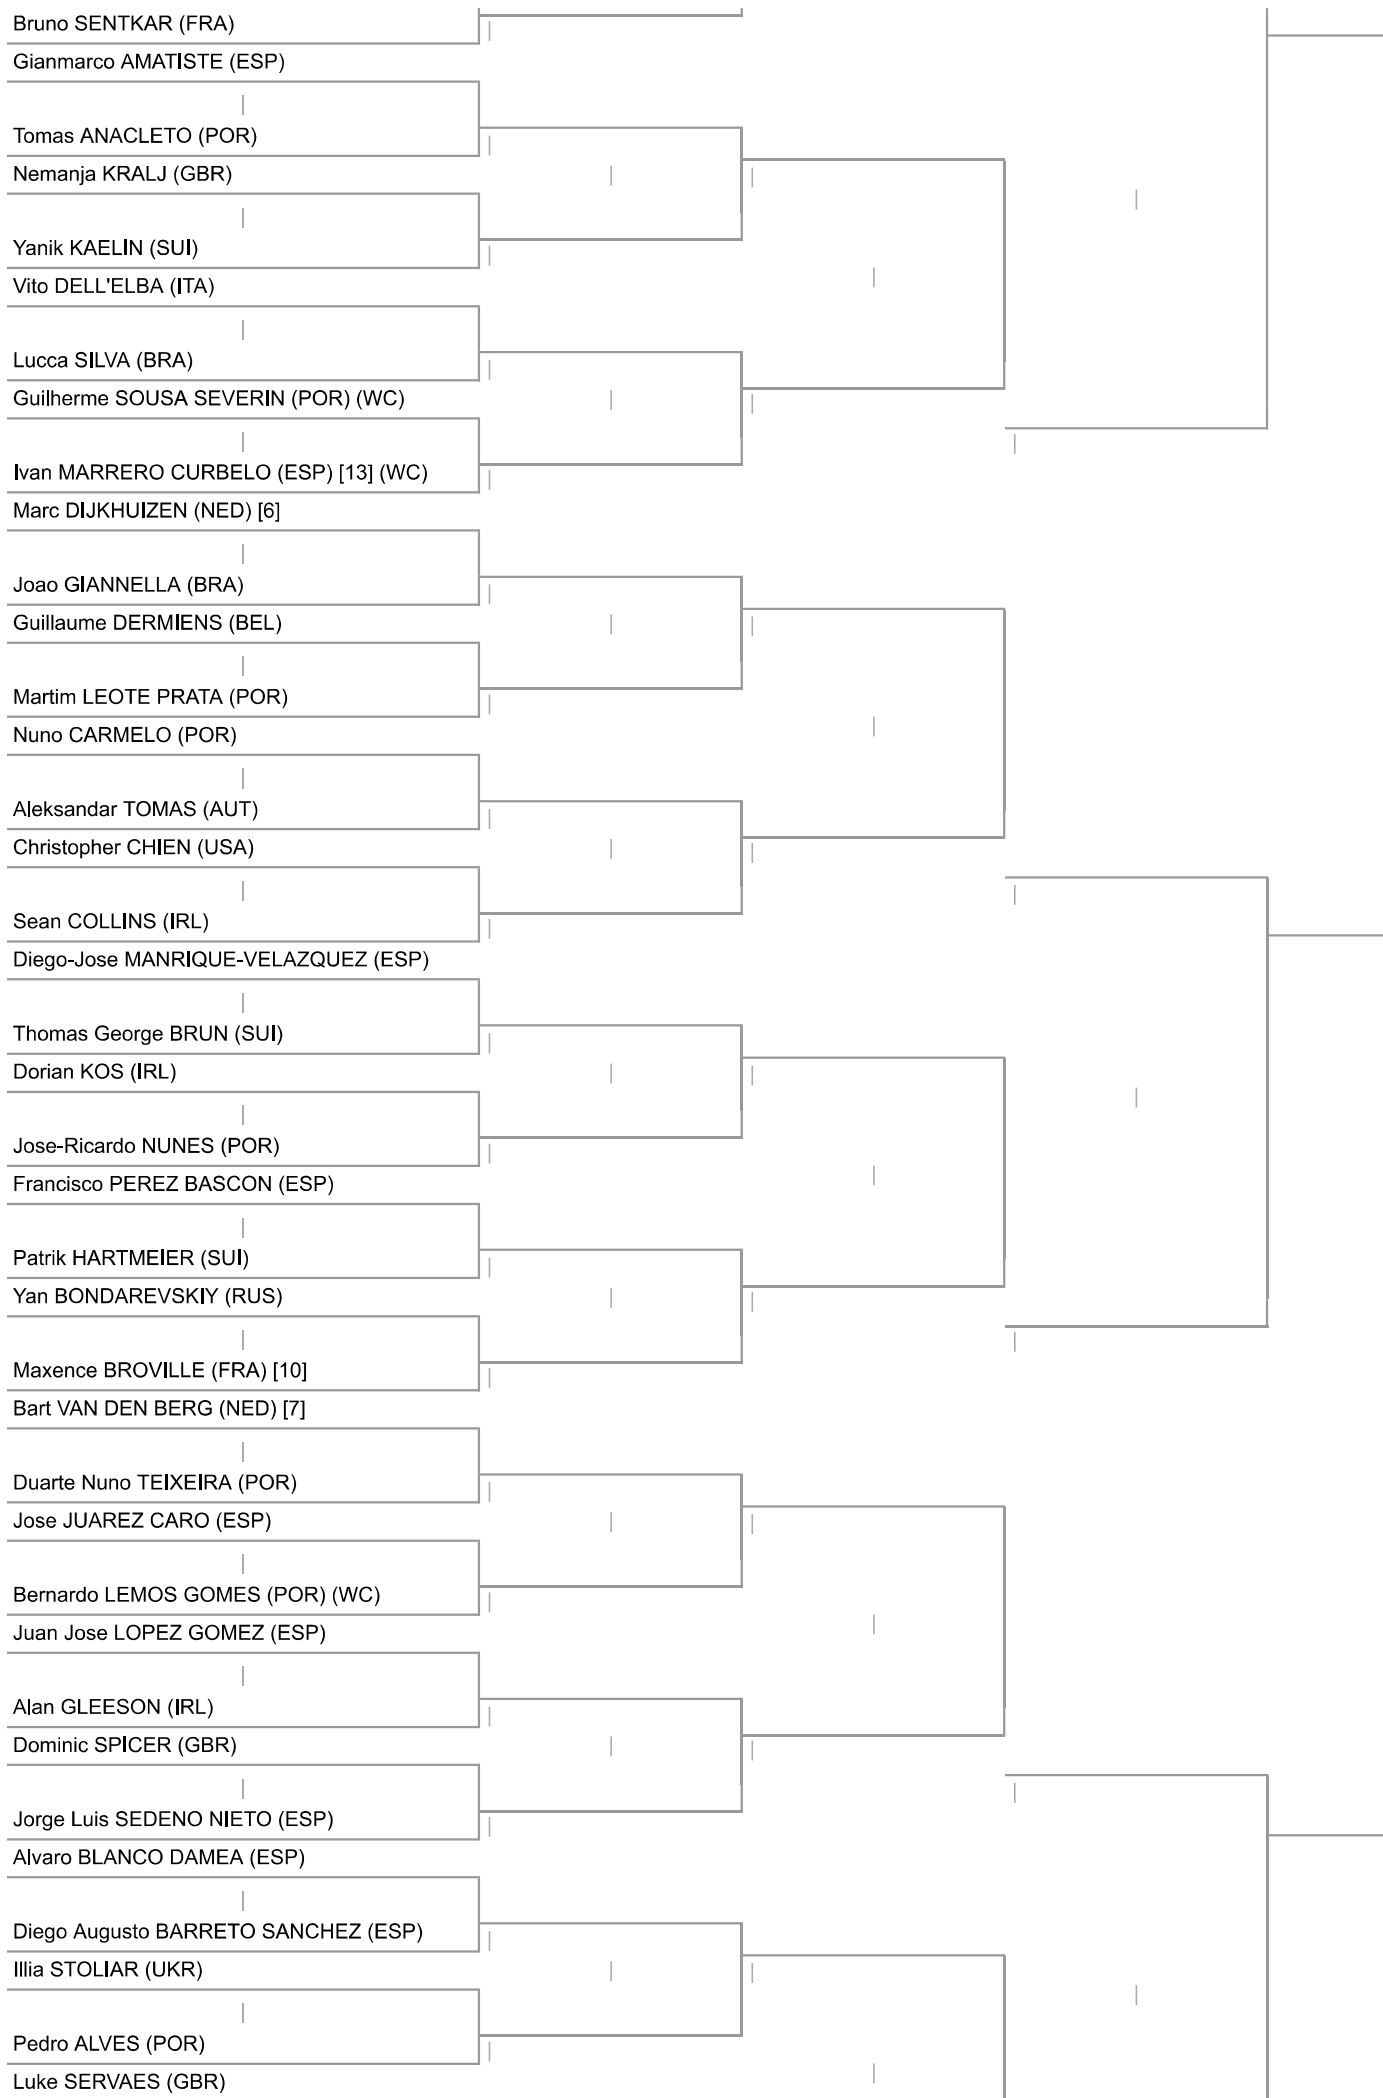 Bruno SENTKAR (FRA)
Gianmarco AMATISTE (ESP)
Tomas ANACLETO (POR)
Nemanja KRALJ (GBR)
Yanik KAELIN (SUI)
Vito DELL'ELBA (ITA)
Lucca SILVA (BRA)
Guilherme SOUSA SEVERIN (POR) (WC)
Ivan MARRERO CURBELO (ESP) [13] (WC)
Marc DIJKHUIZEN (NED) [6]
Joao GIANNELLA (BRA)
Guillaume DERMIENS (BEL)
Martim LEOTE PRATA (POR)
Nuno CARMELO (POR)
Aleksandar TOMAS (AUT)
Christopher CHIEN (USA)
Sean COLLINS (IRL)
Diego-Jose MANRIQUE-VELAZQUEZ (ESP)
Thomas George BRUN (SUI)
Dorian KOS (IRL)
Jose-Ricardo NUNES (POR)
Francisco PEREZ BASCON (ESP)
Patrik HARTMEIER (SUI)
Yan BONDAREVSKIY (RUS)
Maxence BROVILLE (FRA) [10]
Bart VAN DEN BERG (NED) [7]
Duarte Nuno TEIXEIRA (POR)
Jose JUAREZ CARO (ESP)
Bernardo LEMOS GOMES (POR) (WC)
Juan Jose LOPEZ GOMEZ (ESP)
Alan GLEESON (IRL)
Dominic SPICER (GBR)
Jorge Luis SEDENO NIETO (ESP)
Alvaro BLANCO DAMEA (ESP)
Diego Augusto BARRETO SANCHEZ (ESP)
Illia STOLIAR (UKR)
Pedro ALVES (POR)
Luke SERVAES (GBR)